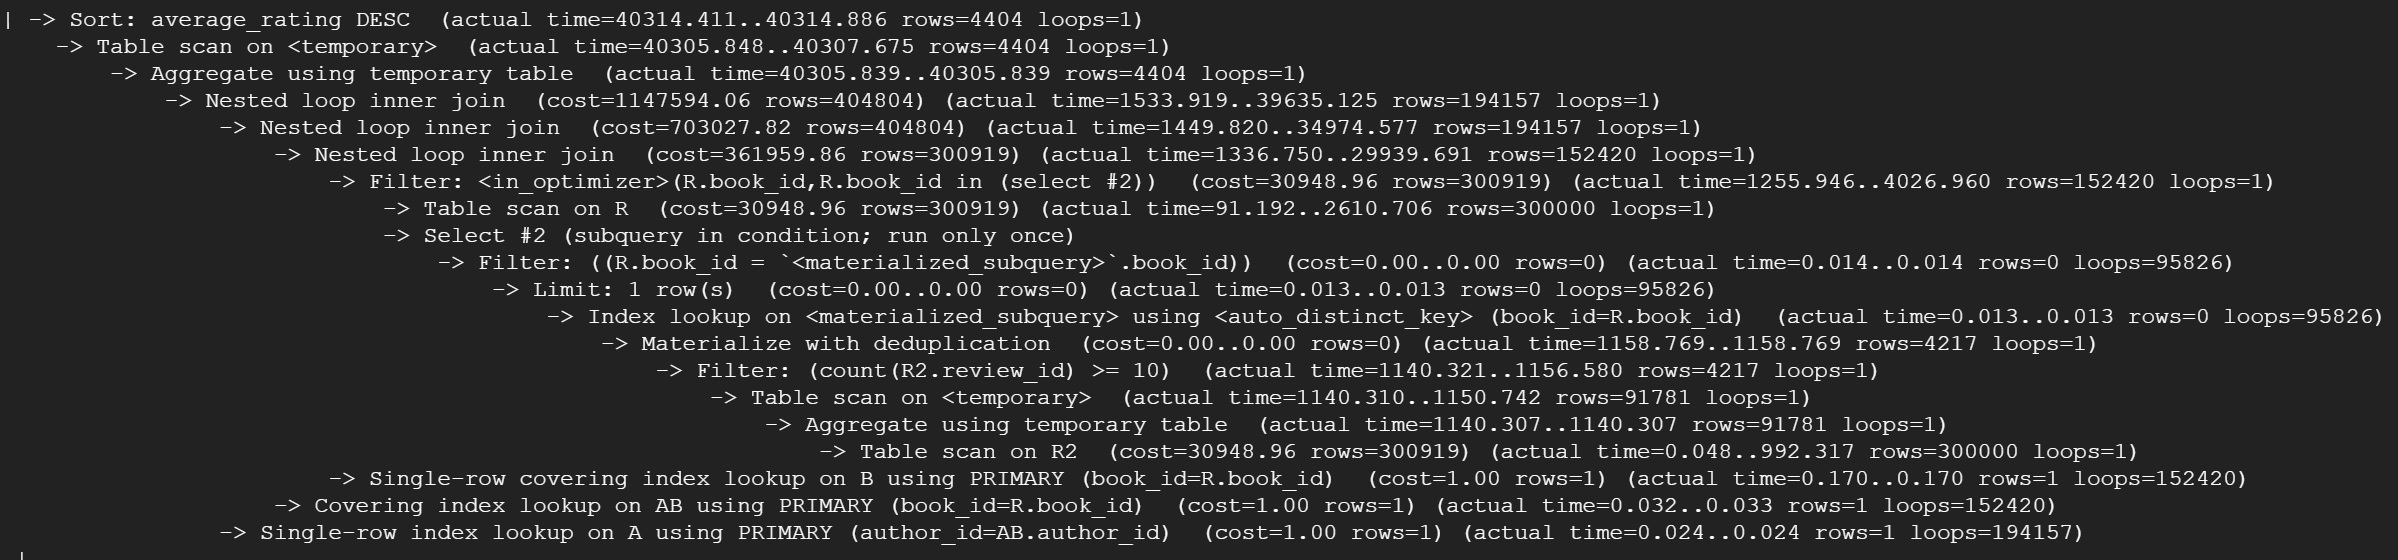 | -> Sort: average_rating DESC  (actual time=40314.411..40314.886 rows=4404 loops=1)
    -> Table scan on <temporary>  (actual time=40305.848..40307.675 rows=4404 loops=1)
        -> Aggregate using temporary table  (actual time=40305.839..40305.839 rows=4404 loops=1)
            -> Nested loop inner join  (cost=1147594.06 rows=404804) (actual time=1533.919..39635.125 rows=194157 loops=1)
                -> Nested loop inner join  (cost=703027.82 rows=404804) (actual time=1449.820..34974.577 rows=194157 loops=1)
                    -> Nested loop inner join  (cost=361959.86 rows=300919) (actual time=1336.750..29939.691 rows=152420 loops=1)
                        -> Filter: <in_optimizer>(R.book_id,R.book_id in (select #2))  (cost=30948.96 rows=300919) (actual time=1255.946..4026.960 rows=152420 loops=1)
                            -> Table scan on R  (cost=30948.96 rows=300919) (actual time=91.192..2610.706 rows=300000 loops=1)
                            -> Select #2 (subquery in condition; run only once)
                                -> Filter: ((R.book_id = `<materialized_subquery>`.book_id))  (cost=0.00..0.00 rows=0) (actual time=0.014..0.014 rows=0 loops=95826)
                                    -> Limit: 1 row(s)  (cost=0.00..0.00 rows=0) (actual time=0.013..0.013 rows=0 loops=95826)
                                        -> Index lookup on <materialized_subquery> using <auto_distinct_key> (book_id=R.book_id)  (actual time=0.013..0.013 rows=0 loops=95826)
                                            -> Materialize with deduplication  (cost=0.00..0.00 rows=0) (actual time=1158.769..1158.769 rows=4217 loops=1)
                                                -> Filter: (count(R2.review_id) >= 10)  (actual time=1140.321..1156.580 rows=4217 loops=1)
                                                    -> Table scan on <temporary>  (actual time=1140.310..1150.742 rows=91781 loops=1)
                                                        -> Aggregate using temporary table  (actual time=1140.307..1140.307 rows=91781 loops=1)
                                                            -> Table scan on R2  (cost=30948.96 rows=300919) (actual time=0.048..992.317 rows=300000 loops=1)
                        -> Single-row covering index lookup on B using PRIMARY (book_id=R.book_id)  (cost=1.00 rows=1) (actual time=0.170..0.170 rows=1 loops=152420)
                    -> Covering index lookup on AB using PRIMARY (book_id=R.book_id)  (cost=1.00 rows=1) (actual time=0.032..0.033 rows=1 loops=152420)
                -> Single-row index lookup on A using PRIMARY (author_id=AB.author_id)  (cost=1.00 rows=1) (actual time=0.024..0.024 rows=1 loops=194157)
 |